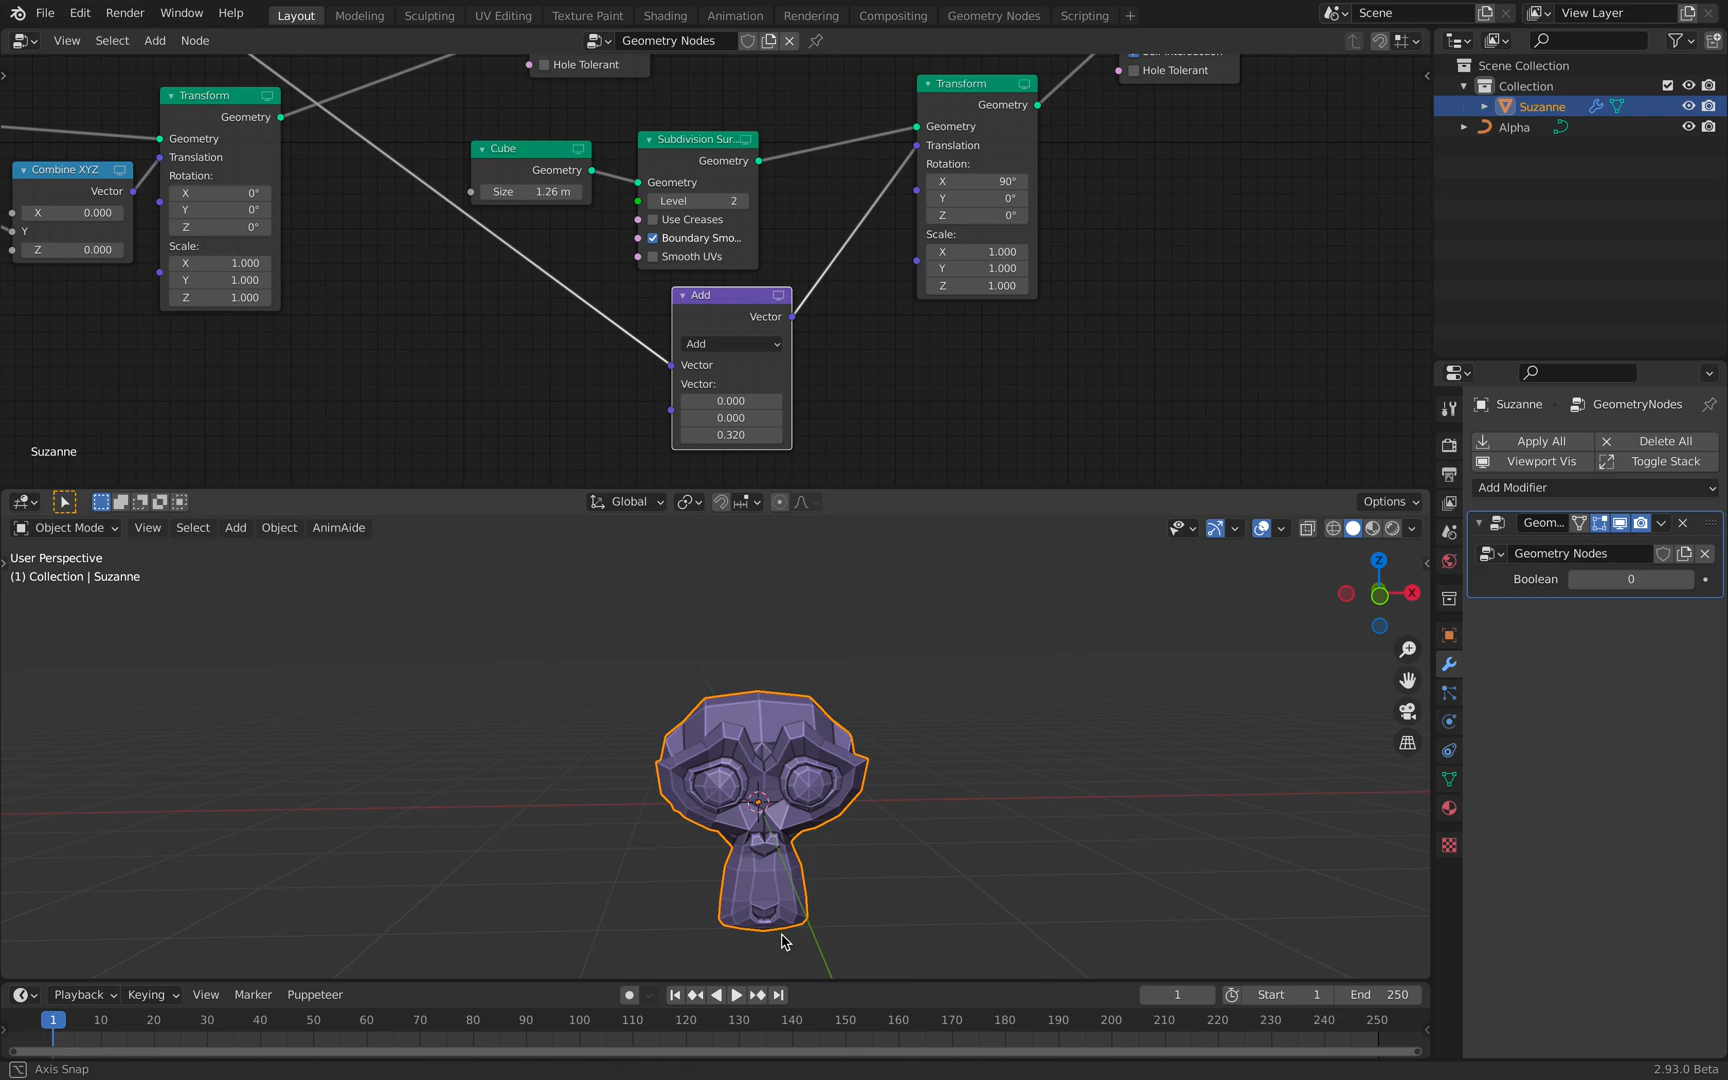 File Edit Render Window Help Layout Modeling Sculpting UV Editing Texture Paint Shading Animation Rendering Compositing Geometry Nodes Scripting + Scene View Layer
View Select Add Node Geometry Nodes
Scene Collection
Collection
Suzanne
Alpha
Hole Tolerant
Hole Tolerant
Transform
Geometry
Geometry
Translation
Rotation:
X 0°
Y 0°
Z 0°
Scale:
X 1.000
Y 1.000
Z 1.000
Combine XYZ
Vector
X 0.000
Y
Z 0.000
Cube
Geometry
Size 1.26 m
Subdivision Sur...
Geometry
Geometry
Level 2
Use Creases
Boundary Smo...
Smooth UVs
Add
Vector
Add
Vector
Vector:
0.000
0.000
0.320
Transform
Geometry
Geometry
Translation
Rotation:
X 90°
Y 0°
Z 0°
Scale:
X 1.000
Y 1.000
Z 1.000
Suzanne
Suzanne GeometryNodes
Apply All Delete All
Viewport Vis Toggle Stack
Add Modifier
Geom...
Geometry Nodes
Boolean 0
Global Options
Object Mode View Select Add Object AnimAide
User Perspective
(1) Collection | Suzanne
Z
X
Playback Keying View Marker Puppeteer 1 Start 1 End 250
1 10 20 30 40 50 60 70 80 90 100 110 120 130 140 150 160 170 180 190 200 210 220 230 240 250
Axis Snap 2.93.0 Beta